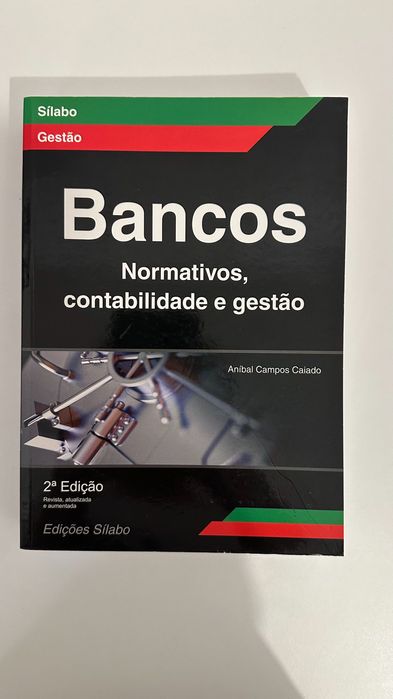 Sílabo
Gestão
Bancos
Normativos,
contabilidade e gestão
Aníbal Campos Caiado
2ª Edição
Revista, atualizada
e aumentada
Edições Sílabo